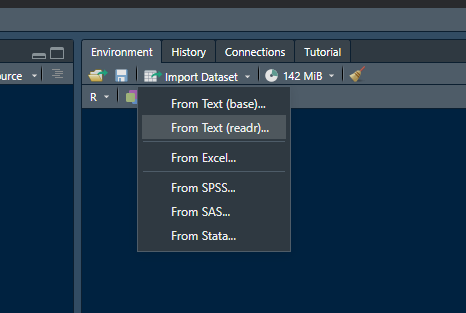 Environment History Connections Tutorial
ource Import Dataset 142 MiB
R
From Text (base)...
From Text (readr)...
From Excel...
From SPSS...
From SAS...
From Stata...